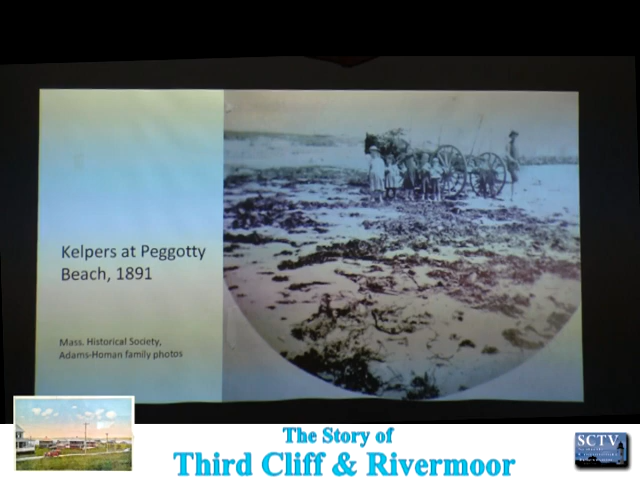 Kelpers at Peggotty
Beach, 1891
Mass. Historical Society,
Adams-Homan family photos
The Story of
Third Cliff & Rivermoor
SCTV